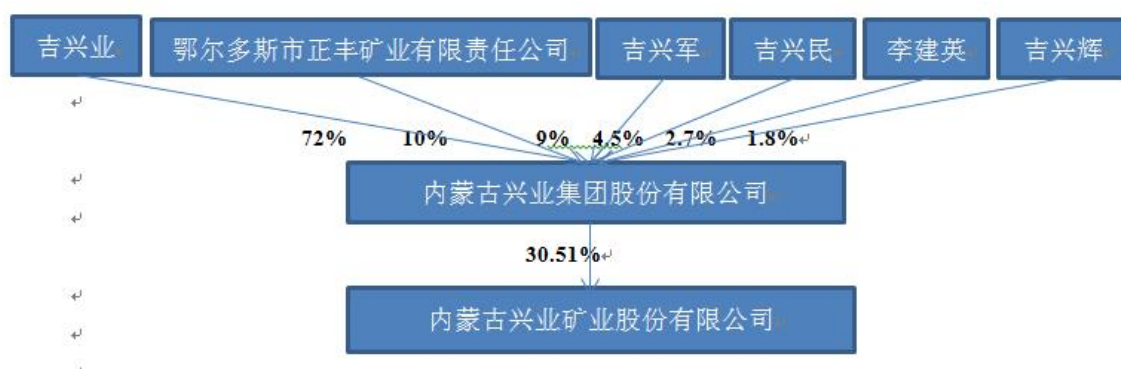 吉兴业 鄂尔多斯市正丰矿业有限责任公司 吉兴军 吉兴民 李建英 吉兴辉
72% 10% 9% 4.5% 2.7% 1.8%
内蒙古兴业集团股份有限公司
30.51%
内蒙古兴业矿业股份有限公司